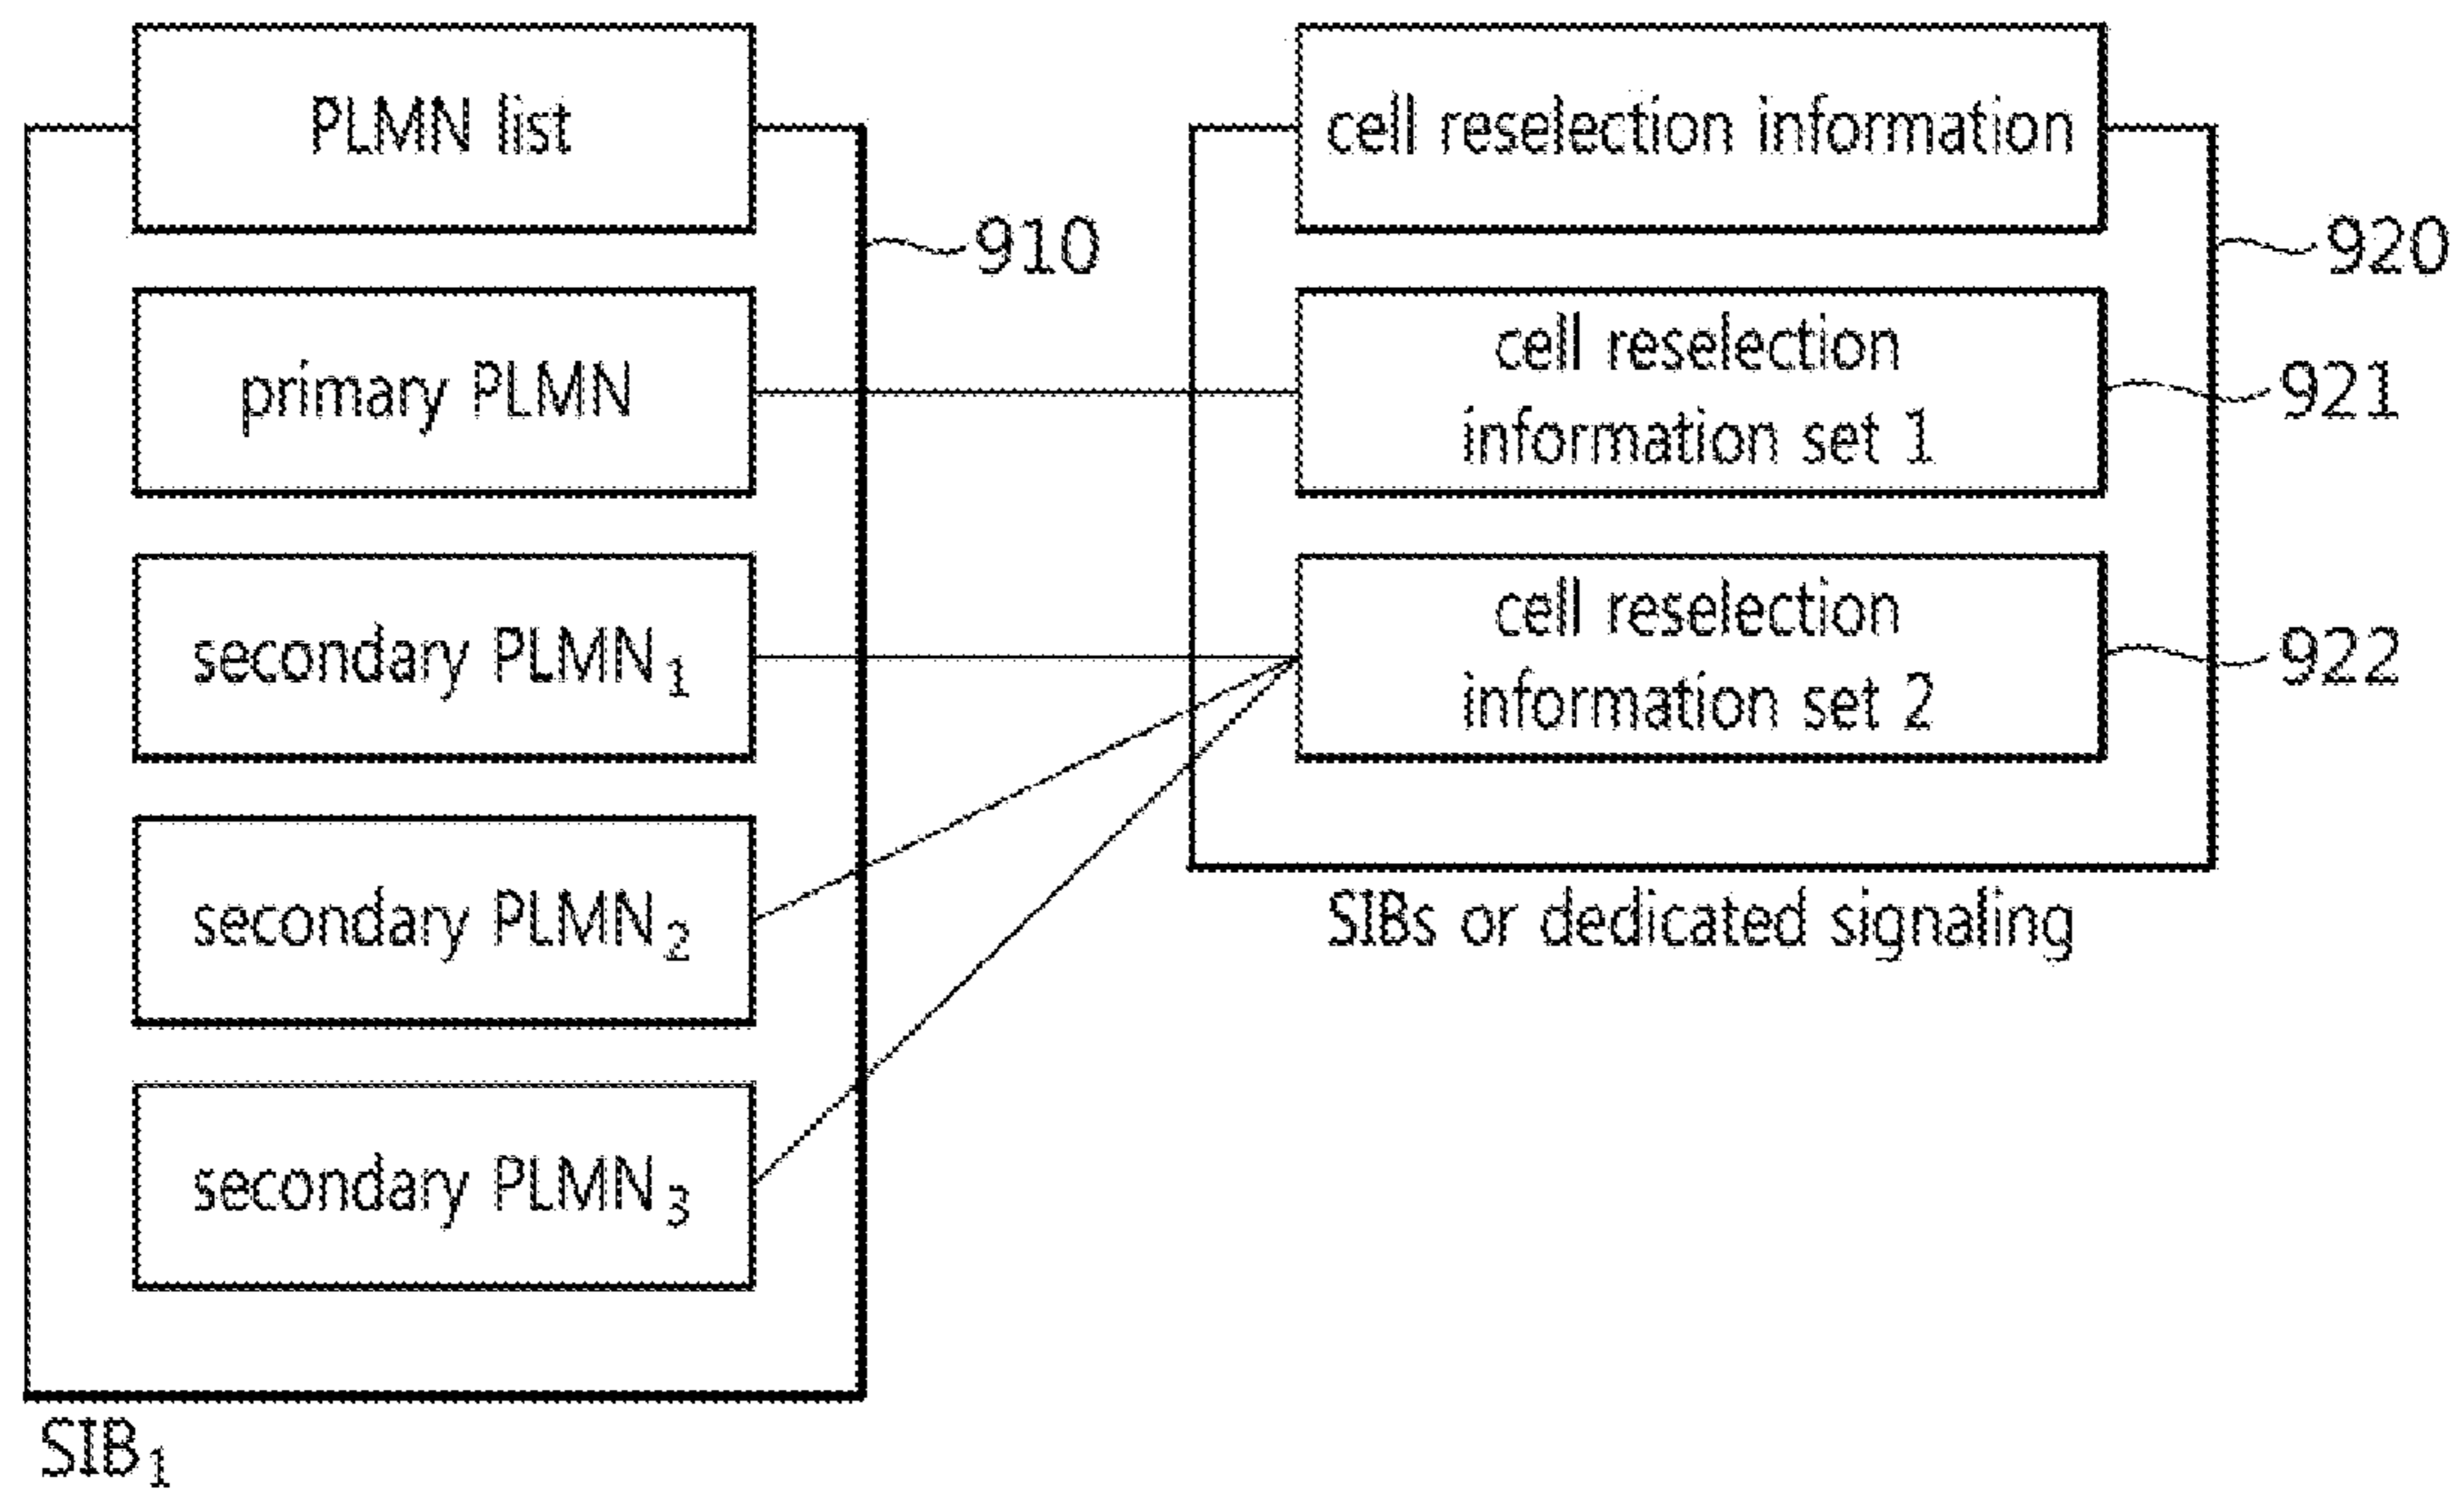 PLMN list
910
primary PLMN
secondary PLMN₁
secondary PLMN₂
secondary PLMN₃
SIB₁
cell reselection information
920
cell reselection
information set 1
921
cell reselection
information set 2
922
SIBs or dedicated signaling